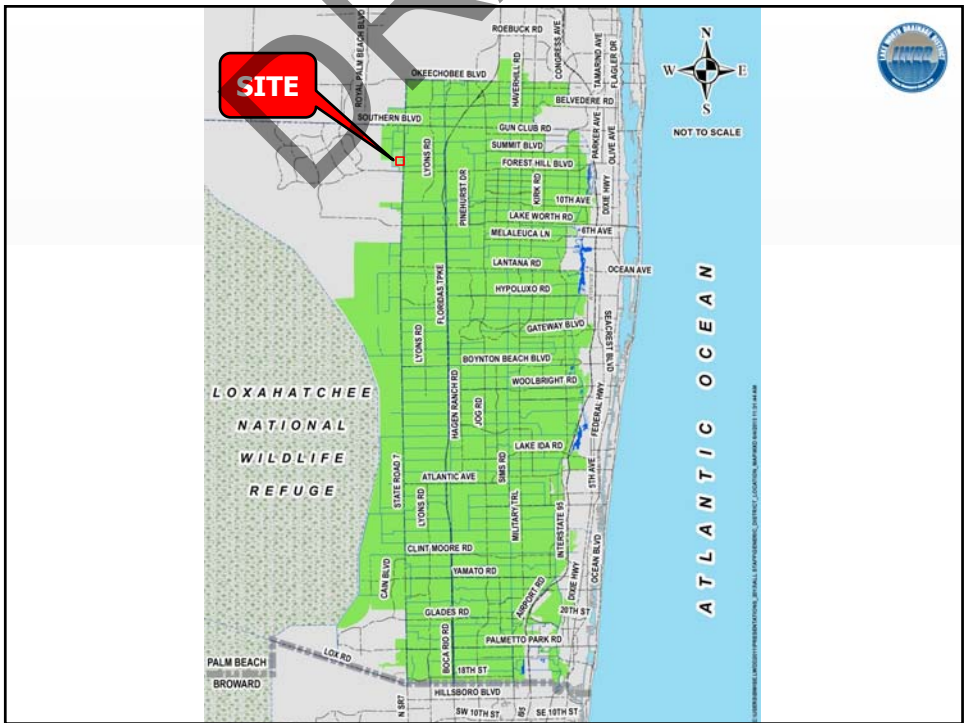 DRA
ROEBUCK RD
ROYAL PALM BEACH BLVD
CONGRESS AVE
TAMARIND AVE
FLAGLER DR
N
W E
S
NOT TO SCALE
LAKE WORTH DRAINAGE DISTRICT
LWDD
SITE
OKEECHOBEE BLVD
HAVERHILL RD
BELVEDERE RD
SOUTHERN BLVD
GUN CLUB RD
PARKER AVE
OLIVE AVE
LYONS RD
SUMMIT BLVD
FOREST HILL BLVD
PINEHURST DR
KIRK RD
10TH AVE
DIXIE HWY
LAKE WORTH RD
6TH AVE
MELALEUCA LN
LANTANA RD
OCEAN AVE
HYPOLUXO RD
FLORIDAS TPKE
GATEWAY BLVD
SEACREST BLVD
LYONS RD
BOYNTON BEACH BLVD
WOOLBRIGHT RD
ATLANTIC OCEAN
LOXAHATCHEE
NATIONAL
WILDLIFE
REFUGE
HAGEN RANCH RD
JOG RD
FEDERAL HWY
LAKE IDA RD
STATE ROAD 7
ATLANTIC AVE
SIMS RD
5TH AVE
LYONS RD
MILITARY TRL
INTERSTATE 95
CLINT MOORE RD
OCEAN BLVD
CAIN BLVD
YAMATO RD
DIXIE HWY
AIRPORT RD
GLADES RD
20TH ST
BOCA RIO RD
PALMETTO PARK RD
LOX RD
PALM BEACH
BROWARD
18TH ST
HILLSBORO BLVD
N SR7
SW 10TH ST
I95
SE 10TH ST